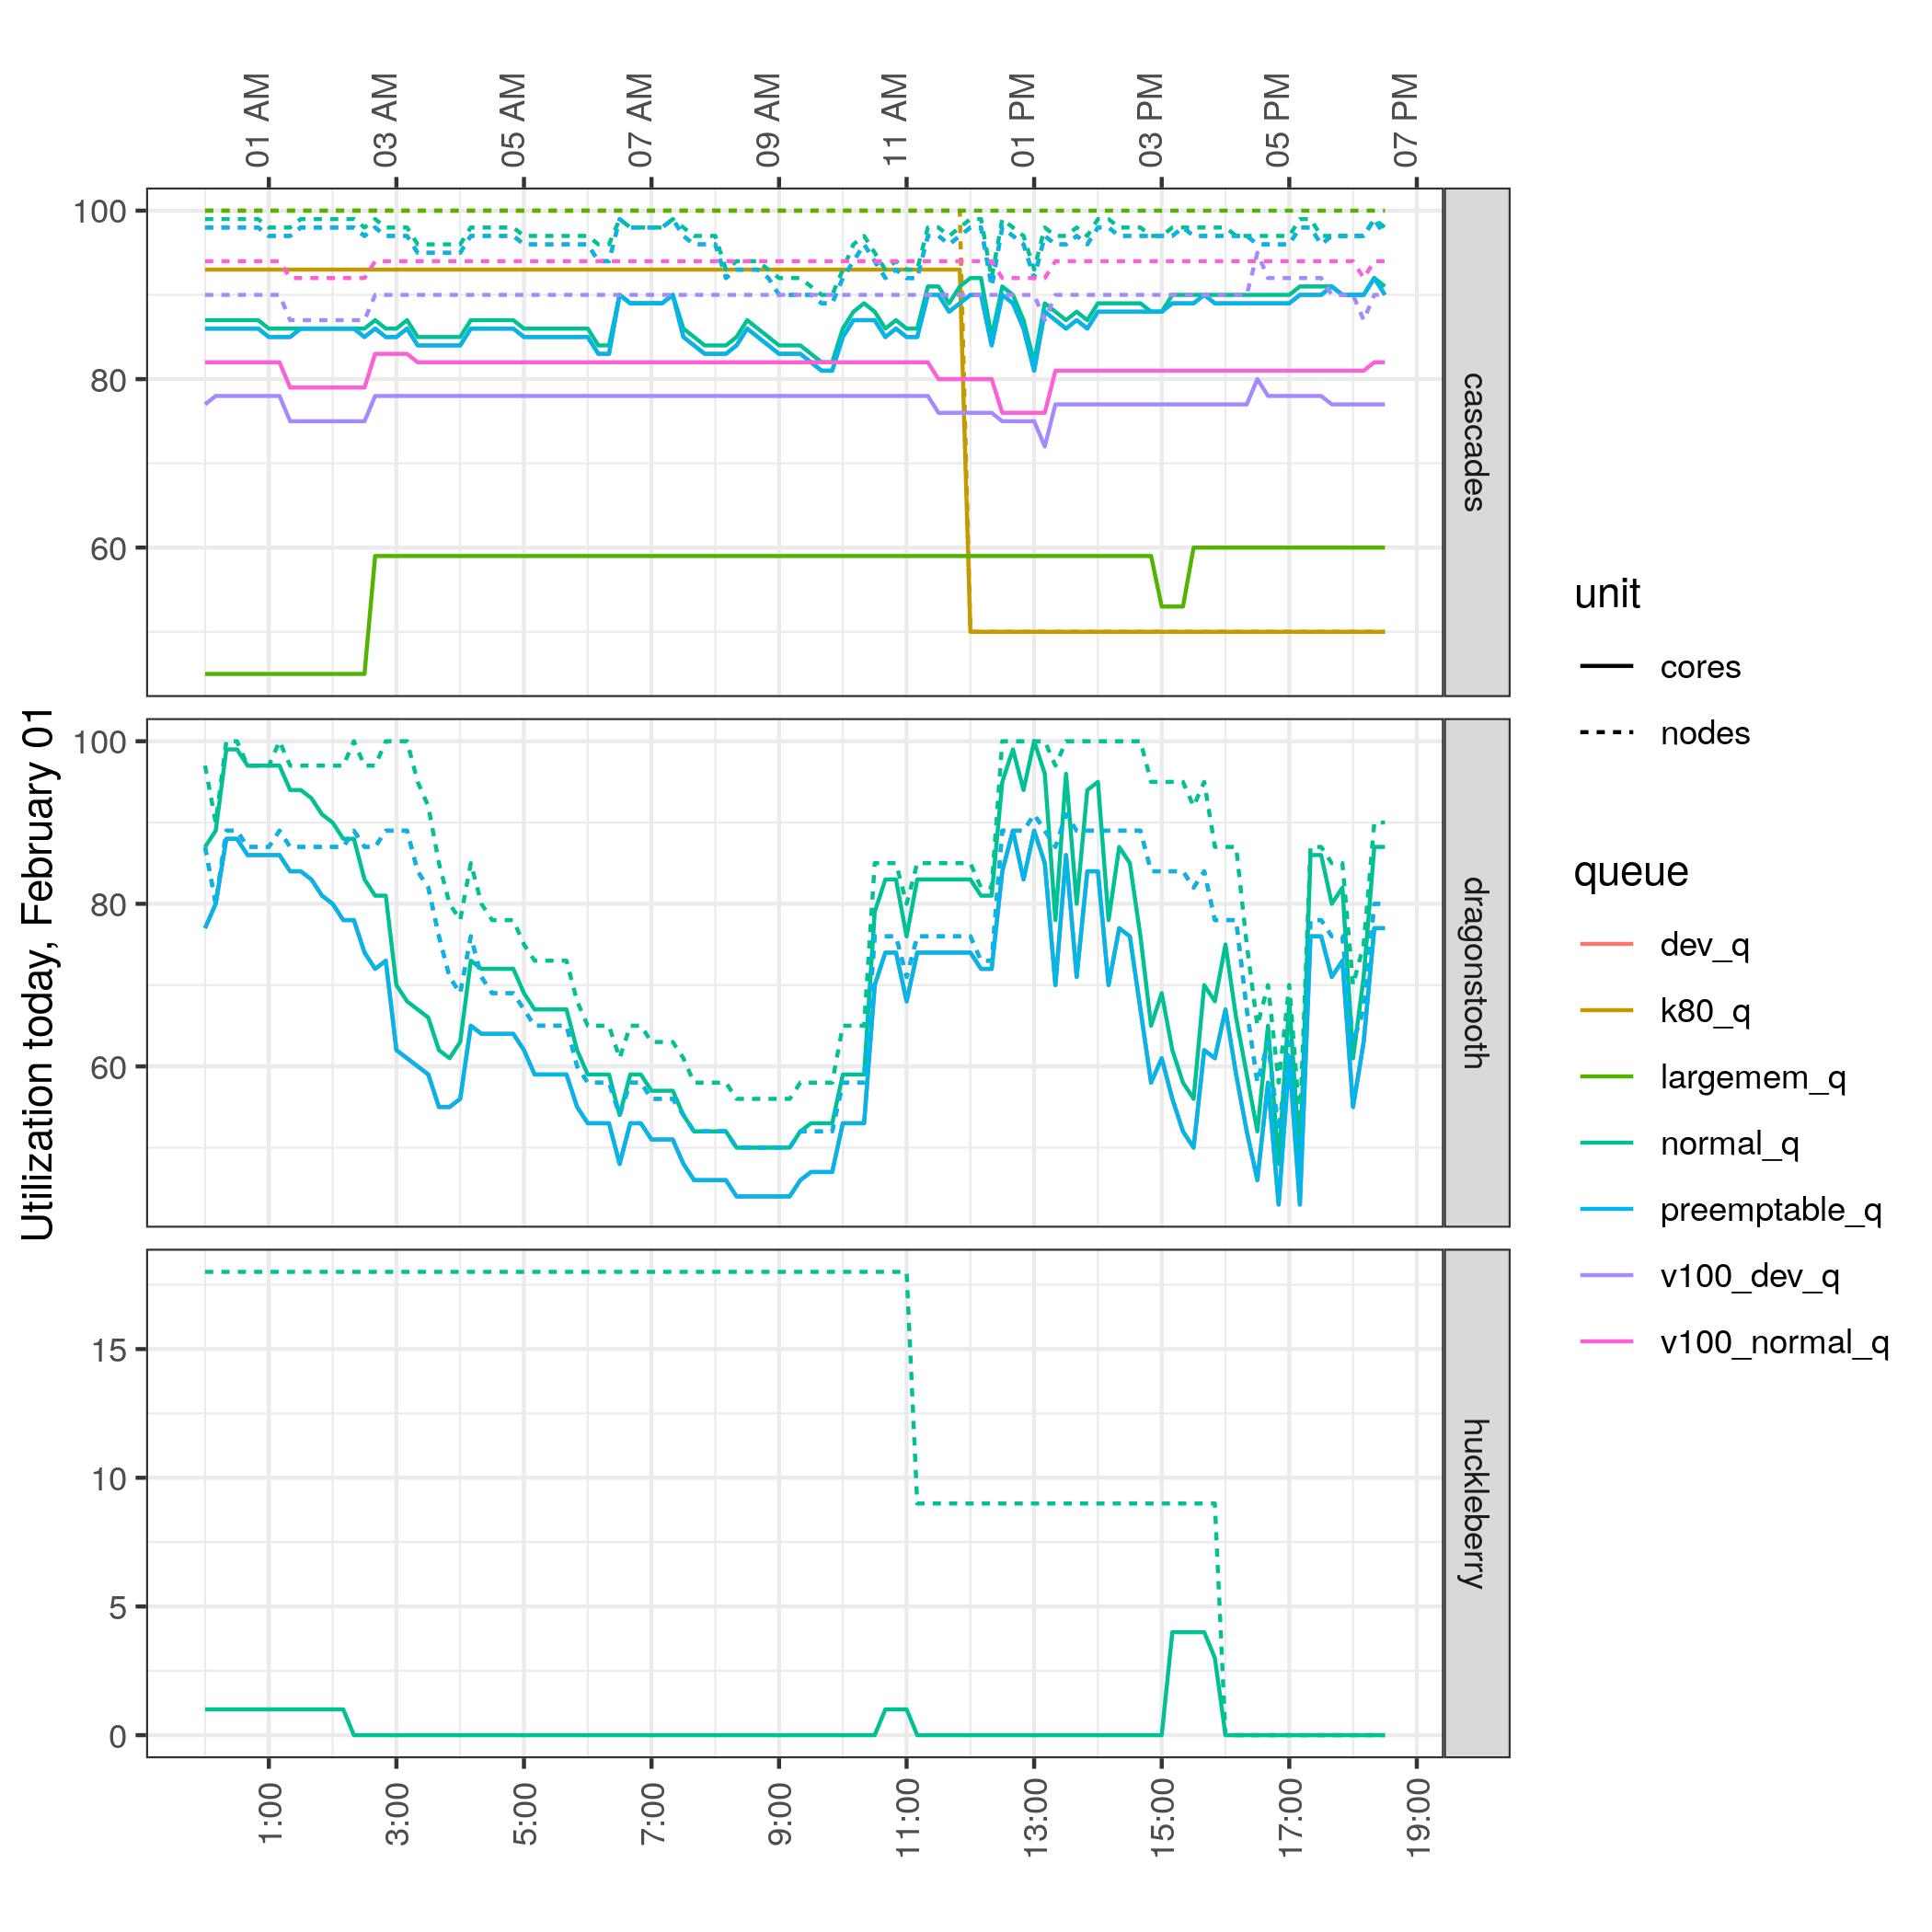 01 AM
03 AM
05 AM
07 AM
09 AM
11 AM
01 PM
03 PM
05 PM
07 PM
Utilization today, February 01
100
80
60
cascades
100
80
60
dragonstooth
15
10
5
0
huckleberry
1:00
3:00
5:00
7:00
9:00
11:00
13:00
15:00
17:00
19:00
unit
cores
nodes
queue
dev_q
k80_q
largemem_q
normal_q
preemptable_q
v100_dev_q
v100_normal_q